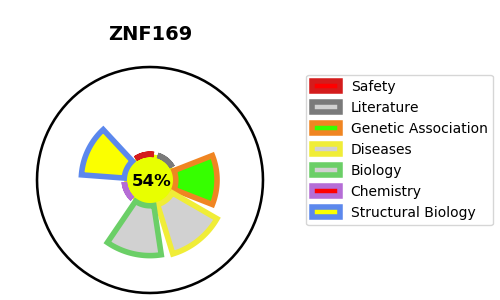 ZNF169
54%
Safety
Literature
Genetic Association
Diseases
Biology
Chemistry
Structural Biology